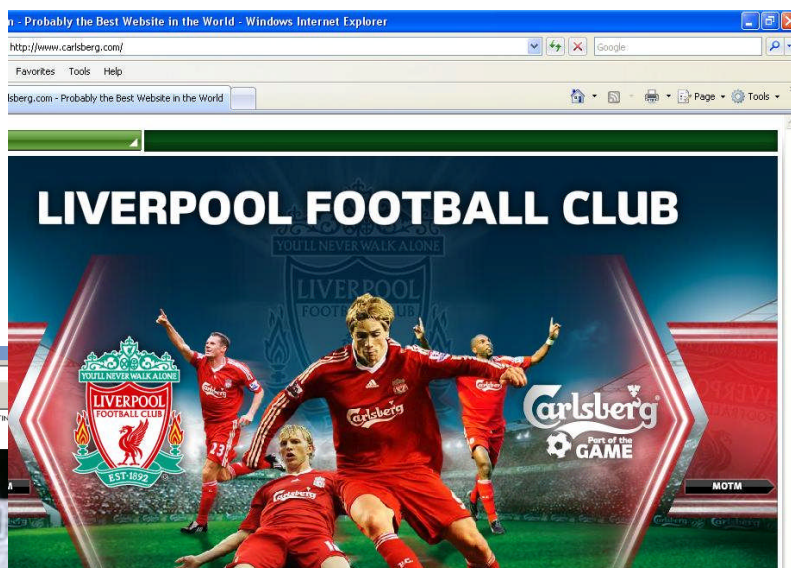 n - Probably the Best Website in the World - Windows Internet Explorer
http://www.carlsberg.com/
Google
Favorites Tools Help
lsberg.com - Probably the Best Website in the World
Page Tools
LIVERPOOL FOOTBALL CLUB
YOU'LL NEVER WALK ALONE
LIVERPOOL
FOOTBALL CLUB
YOU'LL NEVER WALK ALONE
LIVERPOOL
FOOTBALL CLUB
EST·1892
Carlsberg
Carlsberg
Carlsberg
Carlsberg
13
Carlsberg
Part of the
GAME
MOTM